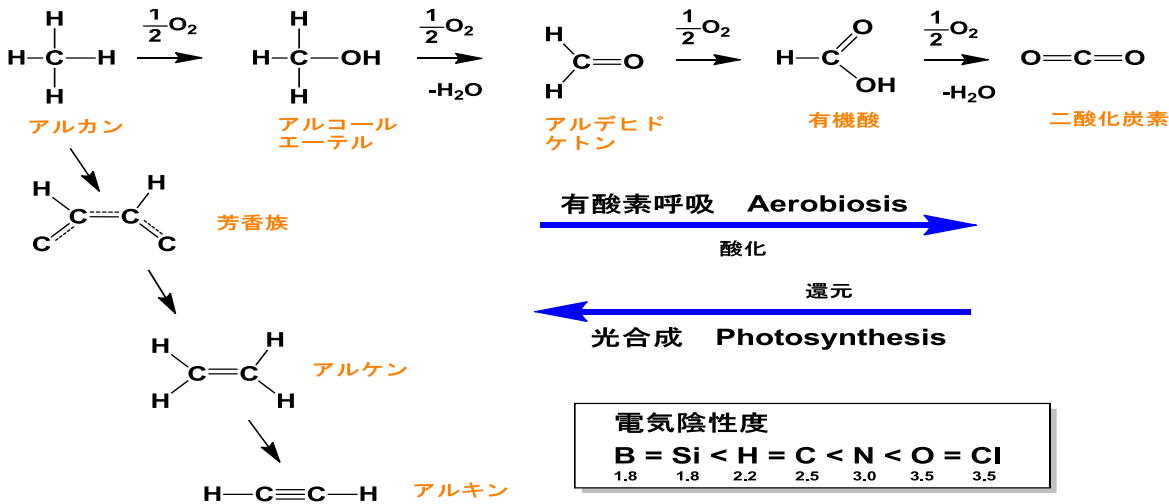 ½O₂ ½O₂ ½O₂ ½O₂
H H H C H
H C OH H H
H C O H
H C O OH
O C O
-H₂O -H₂O
アルカン
アルコール
エーテル
アルデヒド
ケトン
有機酸
二酸化炭素
H H
C C
C C
芳香族
有酸素呼吸 Aerobiosis
酸化
還元
光合成 Photosynthesis
H H
C C
H H
アルケン
H C C H
アルキン
電気陰性度
B = Si < H = C < N < O = Cl
1.8 1.8 2.2 2.5 3.0 3.5 3.5